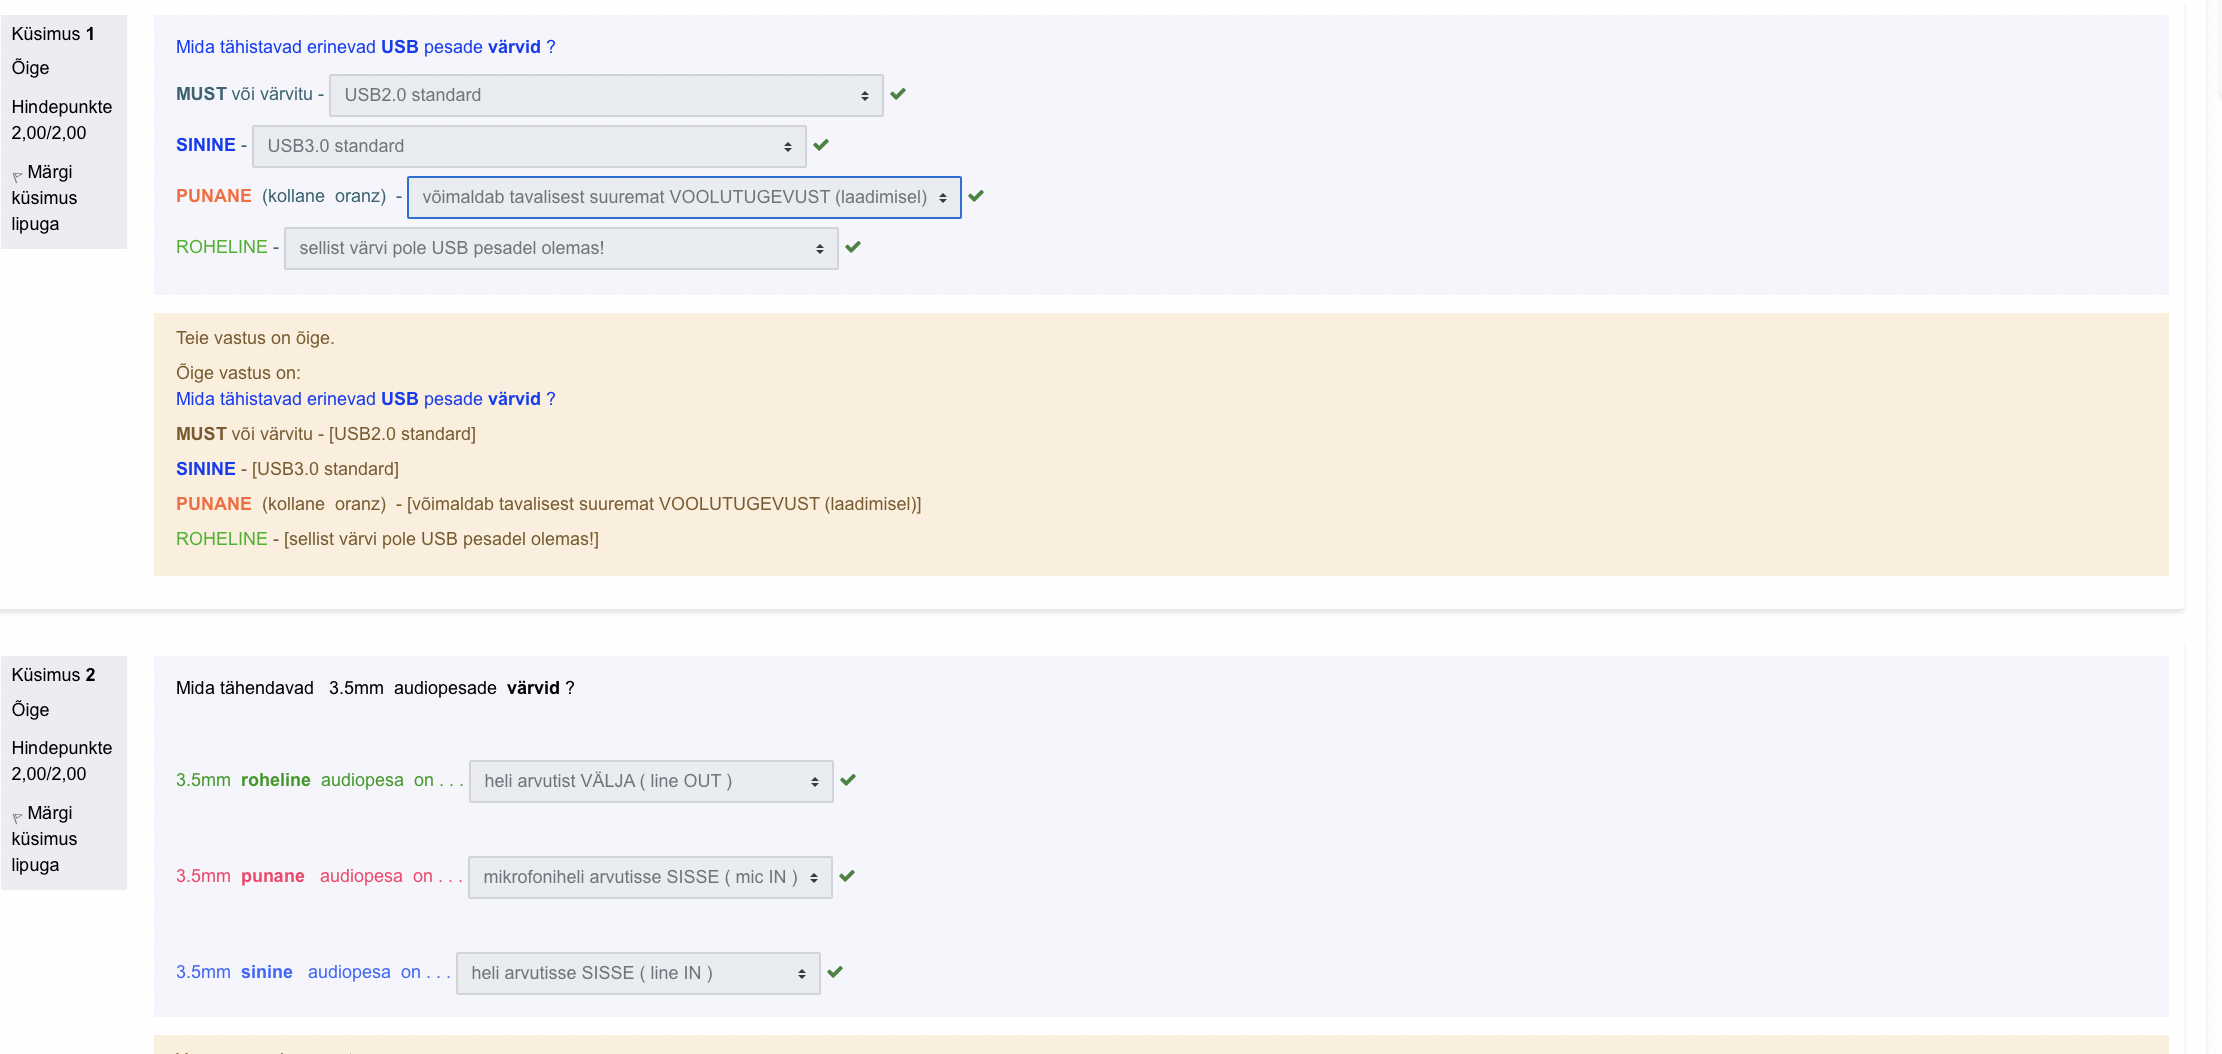 Küsimus 1
Õige
Hindepunkte
2,00/2,00
Märgi
küsimus
lipuga
Mida tähistavad erinevad USB pesade värvid ?
MUST või värvitu - USB2.0 standard
SININE - USB3.0 standard
PUNANE (kollane oranz) - võimaldab tavalisest suuremat VOOLUTUGEVUST (laadimisel)
ROHELINE - sellist värvi pole USB pesadel olemas!
Teie vastus on õige.
Õige vastus on:
Mida tähistavad erinevad USB pesade värvid ?
MUST või värvitu - [USB2.0 standard]
SININE - [USB3.0 standard]
PUNANE (kollane oranz) - [võimaldab tavalisest suuremat VOOLUTUGEVUST (laadimisel)]
ROHELINE - [sellist värvi pole USB pesadel olemas!]
Küsimus 2
Õige
Hindepunkte
2,00/2,00
Märgi
küsimus
lipuga
Mida tähendavad 3.5mm audiopesade värvid ?
3.5mm roheline audiopesa on . . . heli arvutist VÄLJA ( line OUT )
3.5mm punane audiopesa on . . . mikrofoniheli arvutisse SISSE ( mic IN )
3.5mm sinine audiopesa on . . . heli arvutisse SISSE ( line IN )